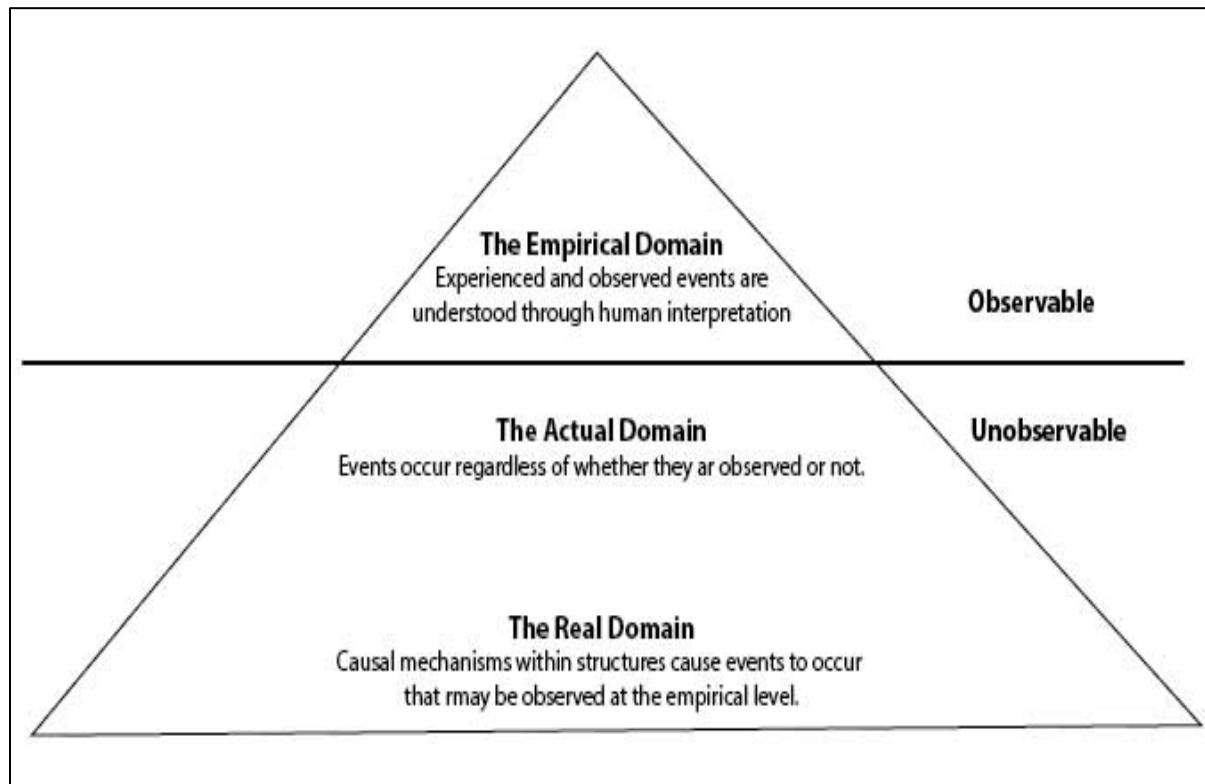 The Empirical Domain
Experienced and observed events are
understood through human interpretation
Observable
The Actual Domain
Unobservable
Events occur regardless of whether they ar observed or not.
The Real Domain
Causal mechanisms within structures cause events to occur
that rmay be observed at the empirical level.